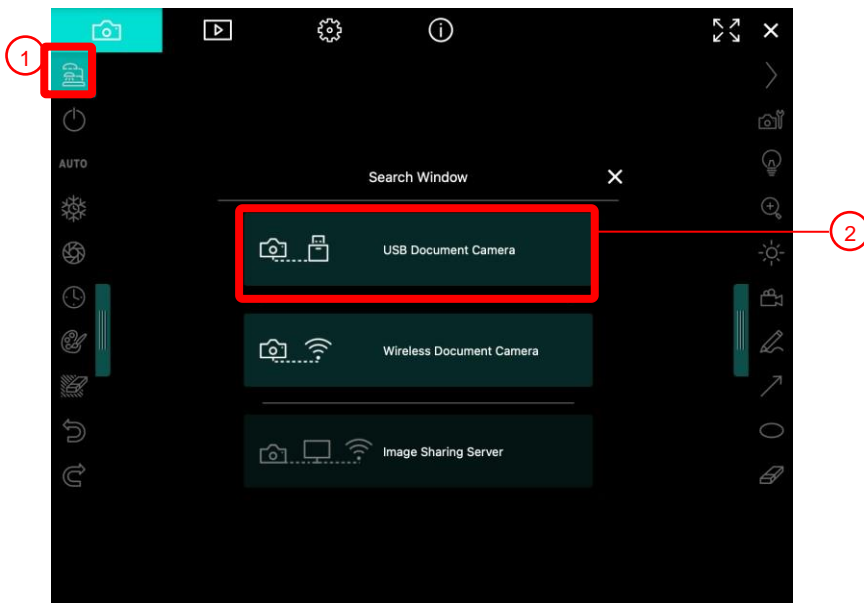 1
AUTO
Search Window
USB Document Camera
2
Wireless Document Camera
Image Sharing Server